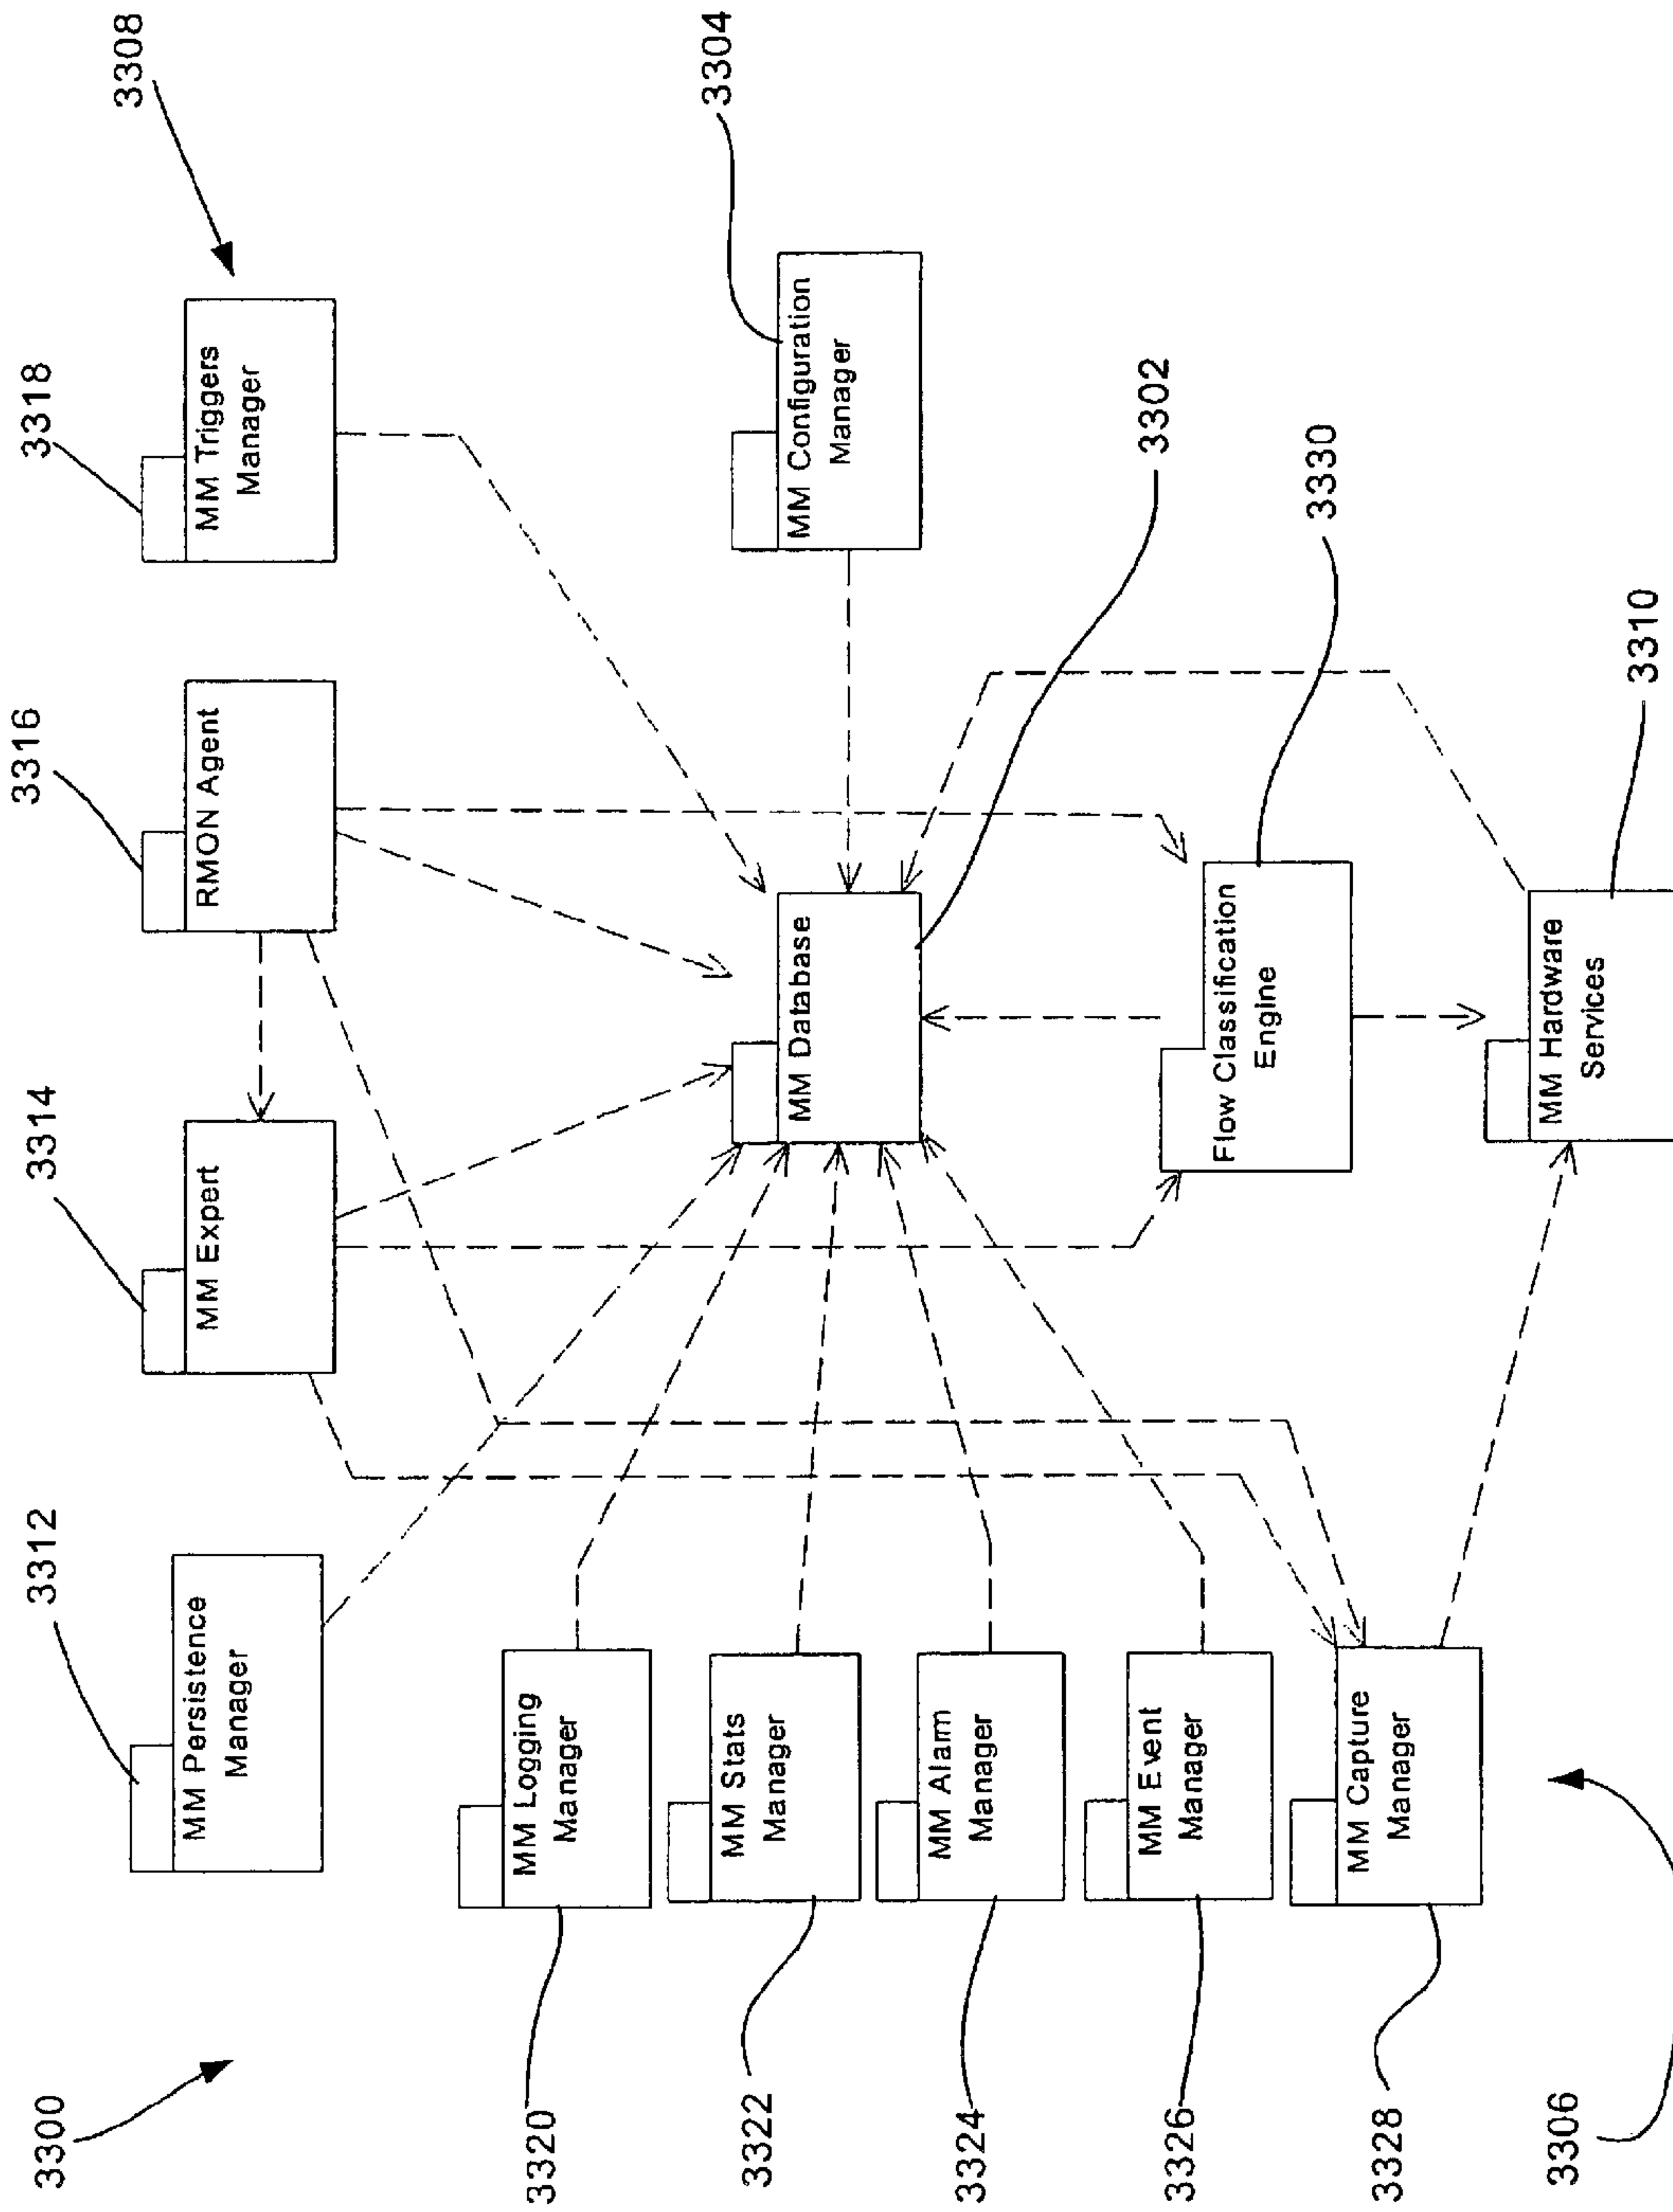 3300
3312
3314
3316
3318
3308
MM Persistence
Manager
MM Expert
RMON Agent
MM Triggers
Manager
3320
MM Logging
Manager
3322
MM Stats
Manager
MM Database
MM Configuration
Manager
3304
3324
MM Alarm
Manager
3302
3326
MM Event
Manager
Flow Classification
Engine
3330
3328
MM Capture
Manager
MM Hardware
Services
3310
3306